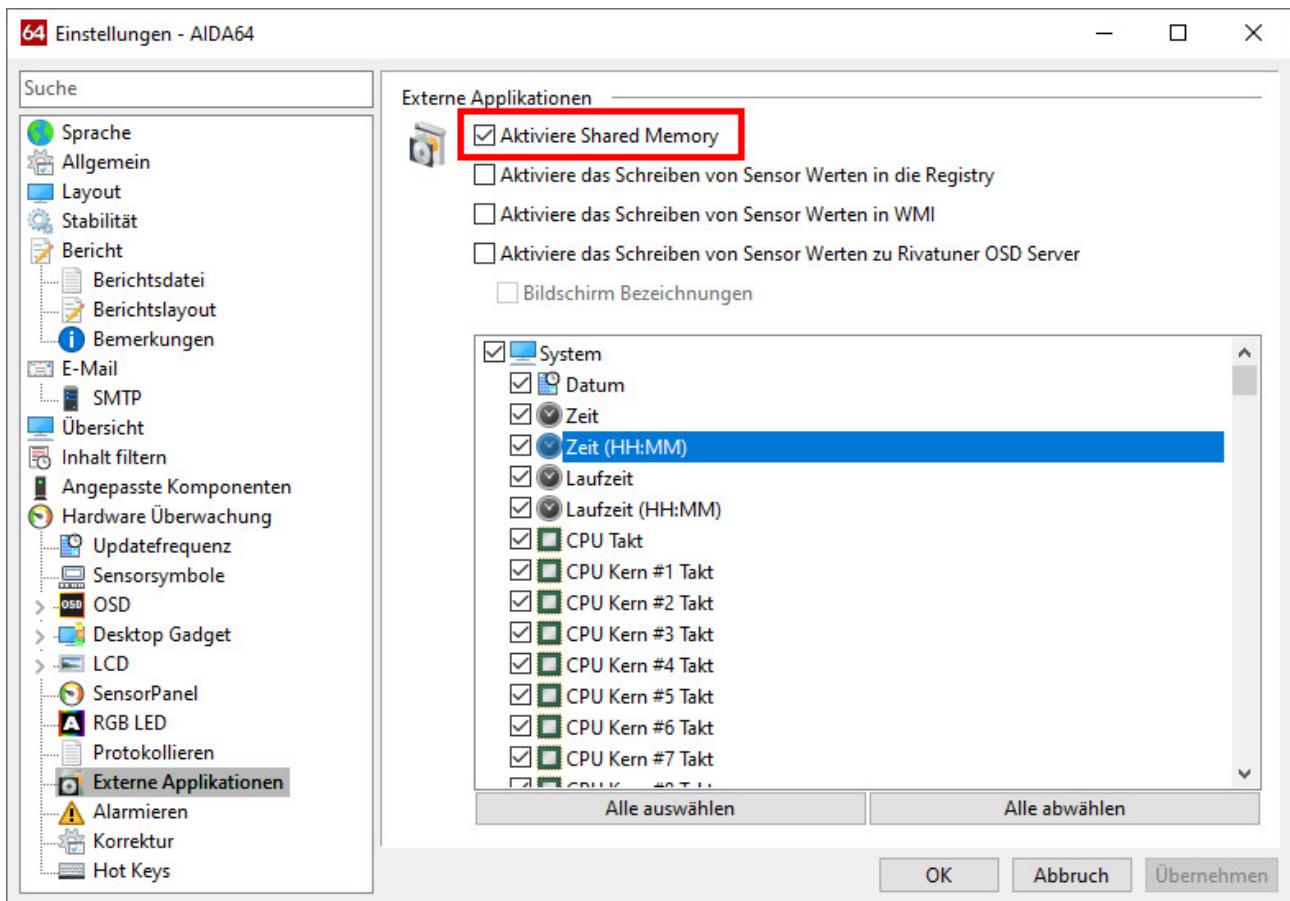 64 Einstellungen - AIDA64
Suche
Sprache
Allgemein
Layout
Stabilität
Bericht
Berichtsdatei
Berichtslayout
Bemerkungen
E-Mail
SMTP
Übersicht
Inhalt filtern
Angepasste Komponenten
Hardware Überwachung
Updatefrequenz
Sensorsymbole
OSD OSD
Desktop Gadget
LCD
SensorPanel
A RGB LED
Protokollieren
Externe Applikationen
Alarmieren
Korrektur
Hot Keys
Externe Applikationen
Aktiviere Shared Memory
Aktiviere das Schreiben von Sensor Werten in die Registry
Aktiviere das Schreiben von Sensor Werten in WMI
Aktiviere das Schreiben von Sensor Werten zu Rivatuner OSD Server
Bildschirm Bezeichnungen
System
Datum
Zeit
Zeit (HH:MM)
Laufzeit
Laufzeit (HH:MM)
CPU Takt
CPU Kern #1 Takt
CPU Kern #2 Takt
CPU Kern #3 Takt
CPU Kern #4 Takt
CPU Kern #5 Takt
CPU Kern #6 Takt
CPU Kern #7 Takt
Alle auswählen Alle abwählen
OK Abbruch Übernehmen